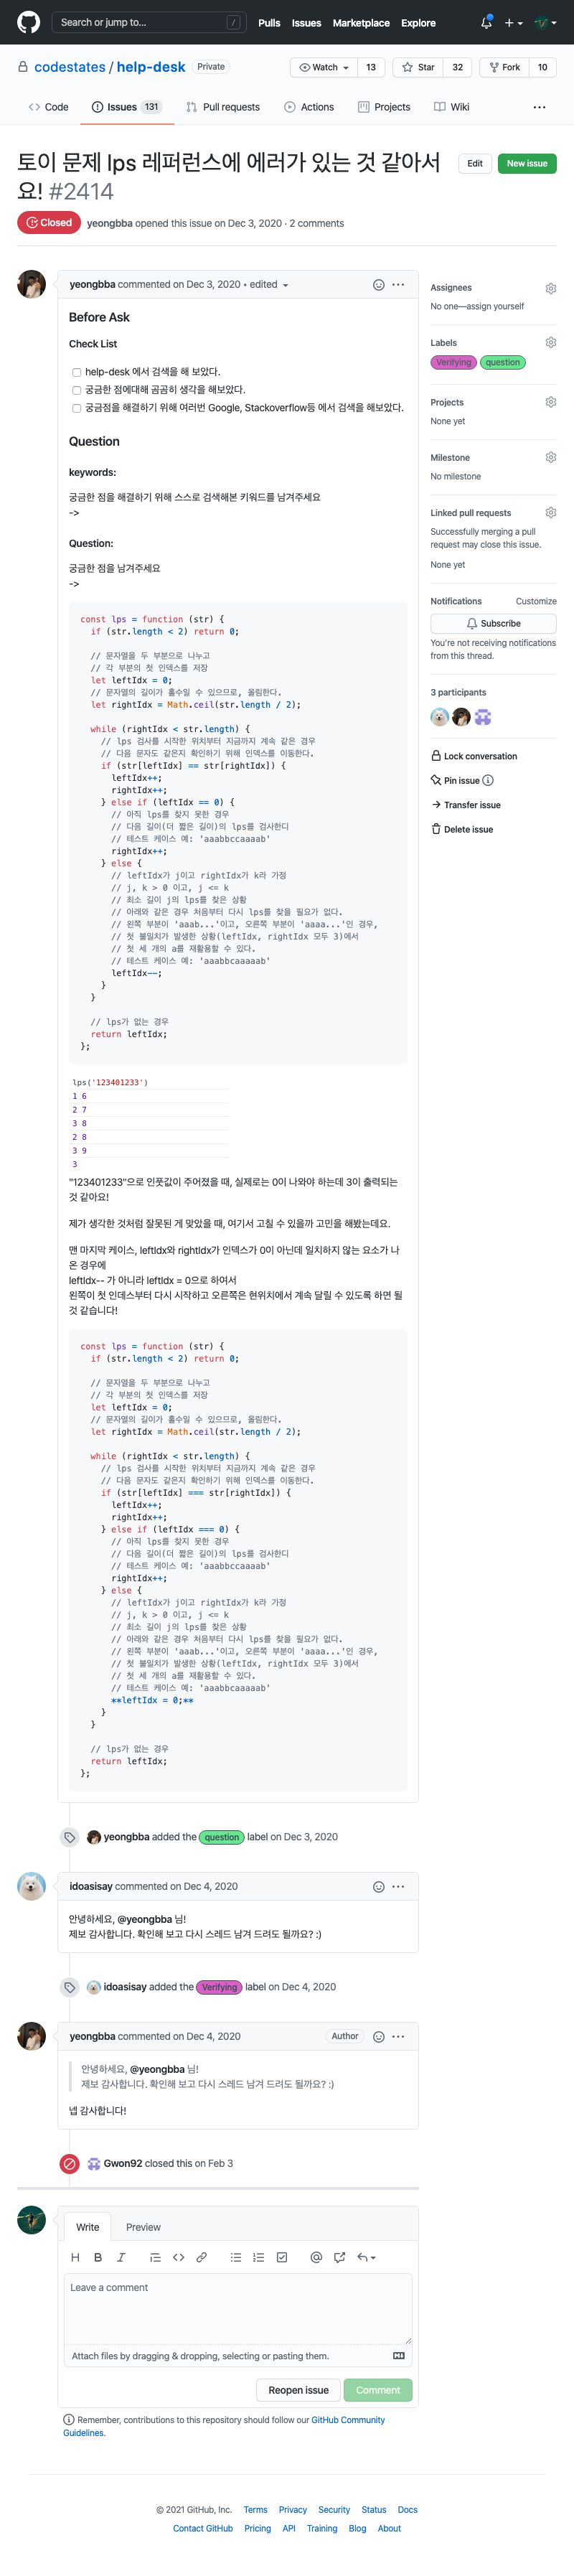 Search or jump to...
/
Pulls
Issues
Marketplace
Explore
codestates / help-desk
Private
Watch
13
Star
32
Fork
10
Code
Issues 131
Pull requests
Actions
Projects
Wiki
토이 문제 lps 레퍼런스에 에러가 있는 것 같아서
요! #2414
Edit
New issue
Closed
yeongbba opened this issue on Dec 3, 2020 · 2 comments
yeongbba commented on Dec 3, 2020 • edited
Before Ask
Check List
help-desk 에서 검색을 해 보았다.
궁금한 점에대해 곰곰히 생각을 해보았다.
궁금점을 해결하기 위해 여러번 Google, Stackoverflow등 에서 검색을 해보았다.
Question
keywords:
궁금한 점을 해결하기 위해 스스로 검색해본 키워드를 남겨주세요
->
Question:
궁금한 점을 남겨주세요
->
const lps = function (str) {
if (str.length < 2) return 0;
// 문자열을 두 부분으로 나누고
// 각 부분의 첫 인덱스를 저장
let leftIdx = 0;
// 문자열의 길이가 홀수일 수 있으므로, 올림한다.
let rightIdx = Math.ceil(str.length / 2);
while (rightIdx < str.length) {
// lps 검사를 시작한 위치부터 지금까지 계속 같은 경우
// 다음 문자도 같은지 확인하기 위해 인덱스를 이동한다.
if (str[leftIdx] == str[rightIdx]) {
leftIdx++;
rightIdx++;
} else if (leftIdx == 0) {
// 아직 lps를 찾지 못한 경우
// 다음 길이(더 짧은 길이)의 lps를 검사한디
// 테스트 케이스 예: 'aaabbccaaaab'
rightIdx++;
} else {
// leftIdx가 j이고 rightIdx가 k라 가정
// j, k > 0 이고, j <= k
// 최소 길이 j의 lps를 찾은 상황
// 아래와 같은 경우 처음부터 다시 lps를 찾을 필요가 없다.
// 왼쪽 부분이 'aaab...'이고, 오른쪽 부분이 'aaaa...'인 경우,
// 첫 불일치가 발생한 상황(leftIdx, rightIdx 모두 3)에서
// 첫 세 개의 a를 재활용할 수 있다.
// 테스트 케이스 예: 'aaabbcaaaaab'
leftIdx--;
}
}
// lps가 없는 경우
return leftIdx;
};
lps('123401233')
1 6
2 7
3 8
2 8
3 9
3
"123401233"으로 인풋값이 주어졌을 때, 실제로는 0이 나와야 하는데 3이 출력되는
것 같아요!
제가 생각한 것처럼 잘못된 게 맞았을 때, 여기서 고칠 수 있을까 고민을 해봤는데요.
맨 마지막 케이스, leftIdx와 rightIdx가 인덱스가 0이 아닌데 일치하지 않는 요소가 나
온 경우에
leftIdx-- 가 아니라 leftIdx = 0으로 하여서
왼쪽이 첫 인데스부터 다시 시작하고 오른쪽은 현위치에서 계속 달릴 수 있도록 하면 될
것 같습니다!
const lps = function (str) {
if (str.length < 2) return 0;
// 문자열을 두 부분으로 나누고
// 각 부분의 첫 인덱스를 저장
let leftIdx = 0;
// 문자열의 길이가 홀수일 수 있으므로, 올림한다.
let rightIdx = Math.ceil(str.length / 2);
while (rightIdx < str.length) {
// lps 검사를 시작한 위치부터 지금까지 계속 같은 경우
// 다음 문자도 같은지 확인하기 위해 인덱스를 이동한다.
if (str[leftIdx] === str[rightIdx]) {
leftIdx++;
rightIdx++;
} else if (leftIdx === 0) {
// 아직 lps를 찾지 못한 경우
// 다음 길이(더 짧은 길이)의 lps를 검사한디
// 테스트 케이스 예: 'aaabbccaaaab'
rightIdx++;
} else {
// leftIdx가 j이고 rightIdx가 k라 가정
// j, k > 0 이고, j <= k
// 최소 길이 j의 lps를 찾은 상황
// 아래와 같은 경우 처음부터 다시 lps를 찾을 필요가 없다.
// 왼쪽 부분이 'aaab...'이고, 오른쪽 부분이 'aaaa...'인 경우,
// 첫 불일치가 발생한 상황(leftIdx, rightIdx 모두 3)에서
// 첫 세 개의 a를 재활용할 수 있다.
// 테스트 케이스 예: 'aaabbcaaaaab'
**leftIdx = 0;**
}
}
// lps가 없는 경우
return leftIdx;
};
yeongbba added the question label on Dec 3, 2020
idoasisay commented on Dec 4, 2020
안녕하세요, @yeongbba 님!
제보 감사합니다. 확인해 보고 다시 스레드 남겨 드려도 될까요? :)
idoasisay added the Verifying label on Dec 4, 2020
yeongbba commented on Dec 4, 2020
Author
안녕하세요, @yeongbba 님!
제보 감사합니다. 확인해 보고 다시 스레드 남겨 드려도 될까요? :)
넵 감사합니다!
Gwon92 closed this on Feb 3
Write
Preview
Leave a comment
Attach files by dragging & dropping, selecting or pasting them.
Reopen issue
Comment
Remember, contributions to this repository should follow our GitHub Community
Guidelines.
Assignees
No one—assign yourself
Labels
Verifying
question
Projects
None yet
Milestone
No milestone
Linked pull requests
Successfully merging a pull
request may close this issue.
None yet
Notifications
Customize
Subscribe
You're not receiving notifications
from this thread.
3 participants
Lock conversation
Pin issue
Transfer issue
Delete issue
© 2021 GitHub, Inc.
Terms
Privacy
Security
Status
Docs
Contact GitHub
Pricing
API
Training
Blog
About